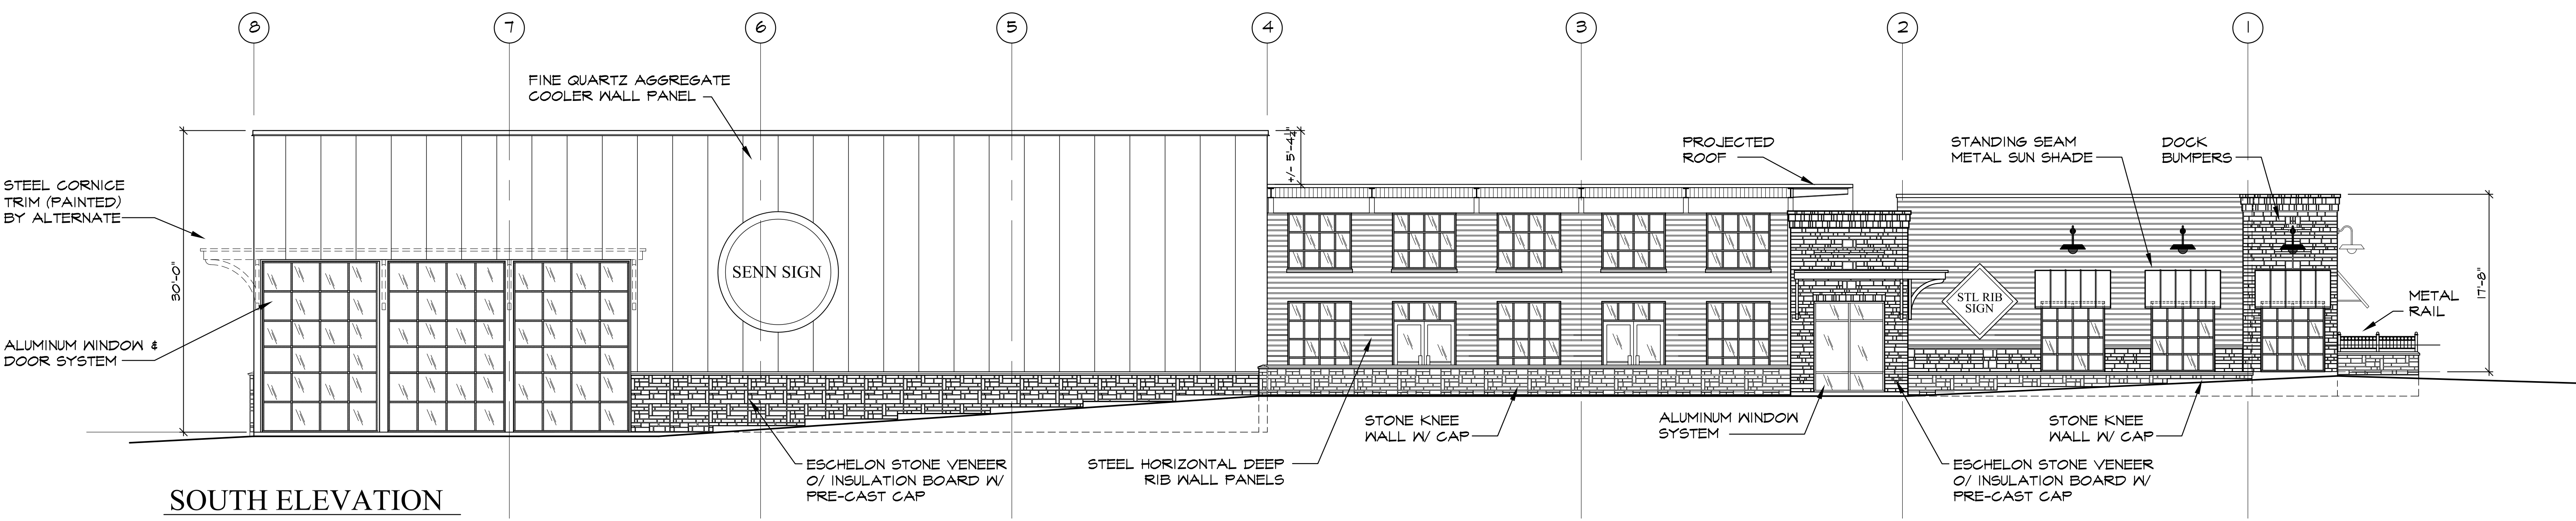 8
7
6
5
4
3
2
1
FINE QUARTZ AGGREGATE
COOLER WALL PANEL
+/- 5'-4 1/2"
PROJECTED
ROOF
STANDING SEAM
METAL SUN SHADE
DOCK
BUMPERS
STEEL CORNICE
TRIM (PAINTED)
BY ALTERNATE
30'-0"
SENN SIGN
STL RIB
SIGN
METAL
RAIL
17'-8"
ALUMINUM WINDOW &
DOOR SYSTEM
STONE KNEE
WALL W/ CAP
ALUMINUM WINDOW
SYSTEM
STONE KNEE
WALL W/ CAP
ESCHELON STONE VENEER
O/ INSULATION BOARD W/
PRE-CAST CAP
STEEL HORIZONTAL DEEP
RIB WALL PANELS
ESCHELON STONE VENEER
O/ INSULATION BOARD W/
PRE-CAST CAP
SOUTH ELEVATION